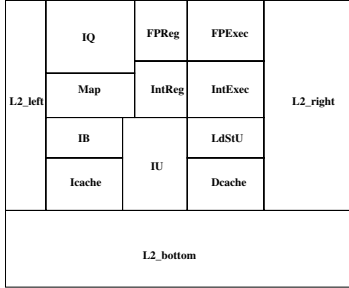 IQ
FPReg
FPExec
Map
IntReg
IntExec
L2_left
L2_right
IB
LdStU
IU
Icache
Dcache
L2_bottom